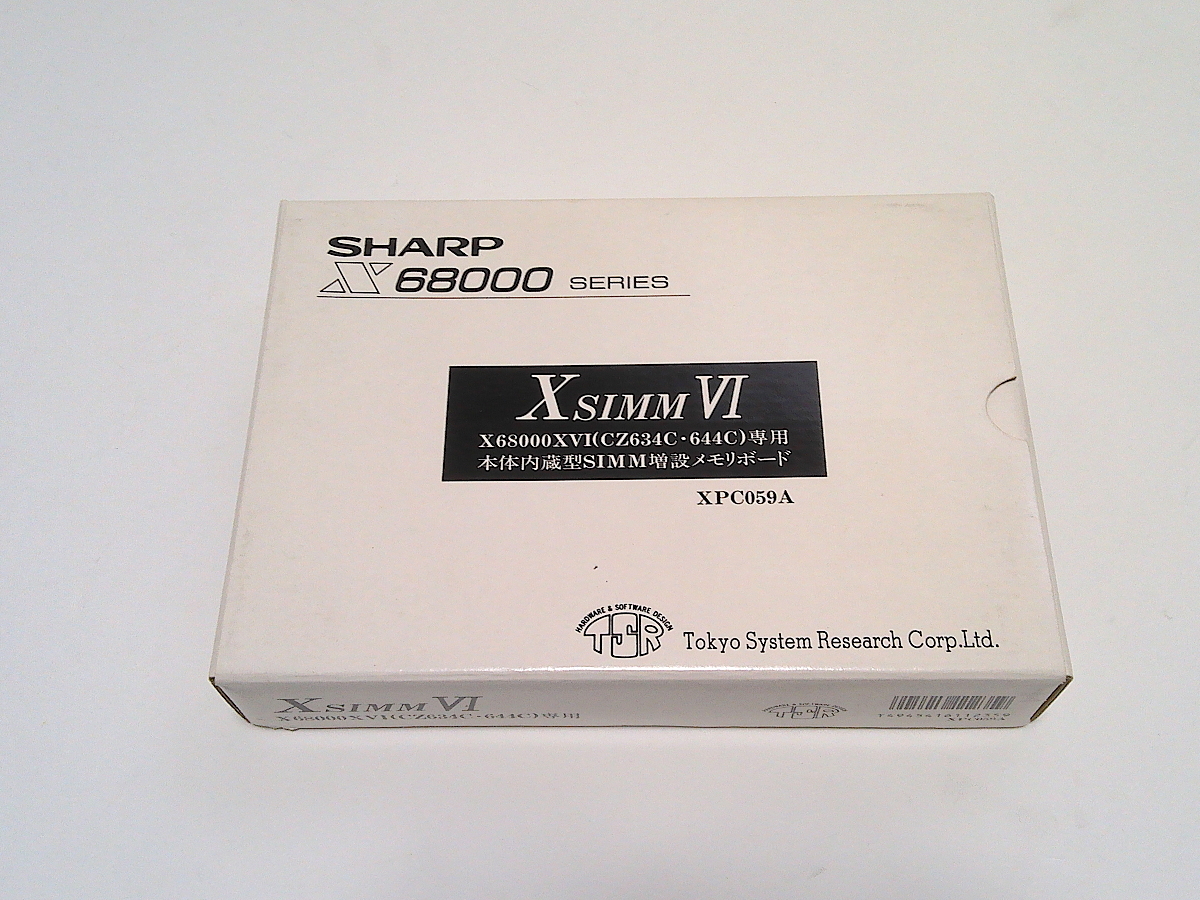 SHARP
X68000 SERIES
XSIMM VI
X68000XVI(CZ634C・644C)専用
本体内蔵型SIMM増設メモリボード
XPC059A
HARDWARE & SOFTWARE DESIGN
TSR
Tokyo System Research Corp.Ltd.
XSIMM VI
X68000XVI(CZ634C・644C)専用
TSR
XPC059A